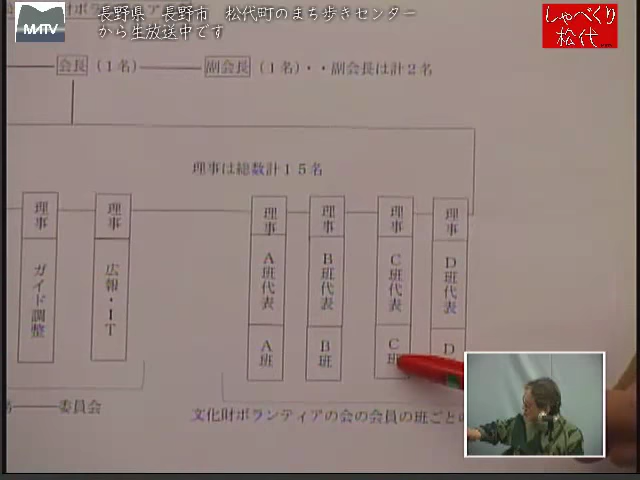 MATV
長野県 長野市 松代町のまち歩きセンター
から生放送中です
しゃべくり
松代
会長(1名)
副会長(1名)・・副会長は計2名
理事は総数計15名
理事
ガイド調整
理事
広報・IT
理事
A班代表
A班
理事
B班代表
B班
理事
C班代表
C班
理事
D班代表
D
委員会
文化財ボランティアの会の会員の班ごとの